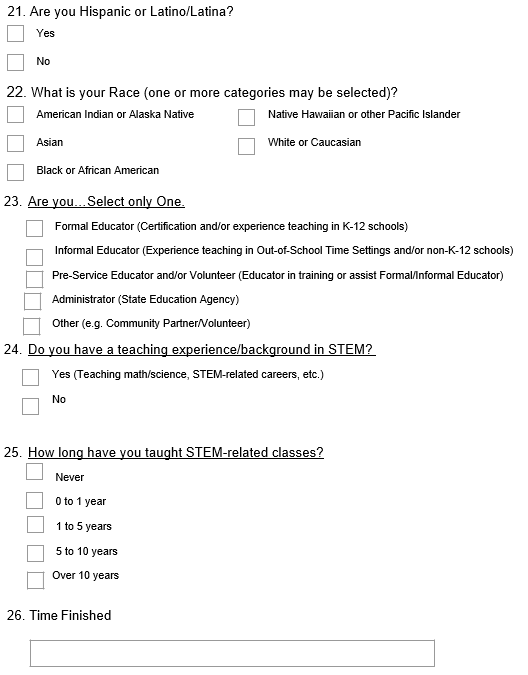 21. Are you Hispanic or Latino/Latina?
Yes
No
22. What is your Race (one or more categories may be selected)?
American Indian or Alaska Native
Native Hawaiian or other Pacific Islander
Asian
White or Caucasian
Black or African American
23. Are you...Select only One.
Formal Educator (Certification and/or experience teaching in K-12 schools)
Informal Educator (Experience teaching in Out-of-School Time Settings and/or non-K-12 schools)
Pre-Service Educator and/or Volunteer (Educator in training or assist Formal/Informal Educator)
Administrator (State Education Agency)
Other (e.g. Community Partner/Volunteer)
24. Do you have a teaching experience/background in STEM?
Yes (Teaching math/science, STEM-related careers, etc.)
No
25. How long have you taught STEM-related classes?
Never
0 to 1 year
1 to 5 years
5 to 10 years
Over 10 years
26. Time Finished